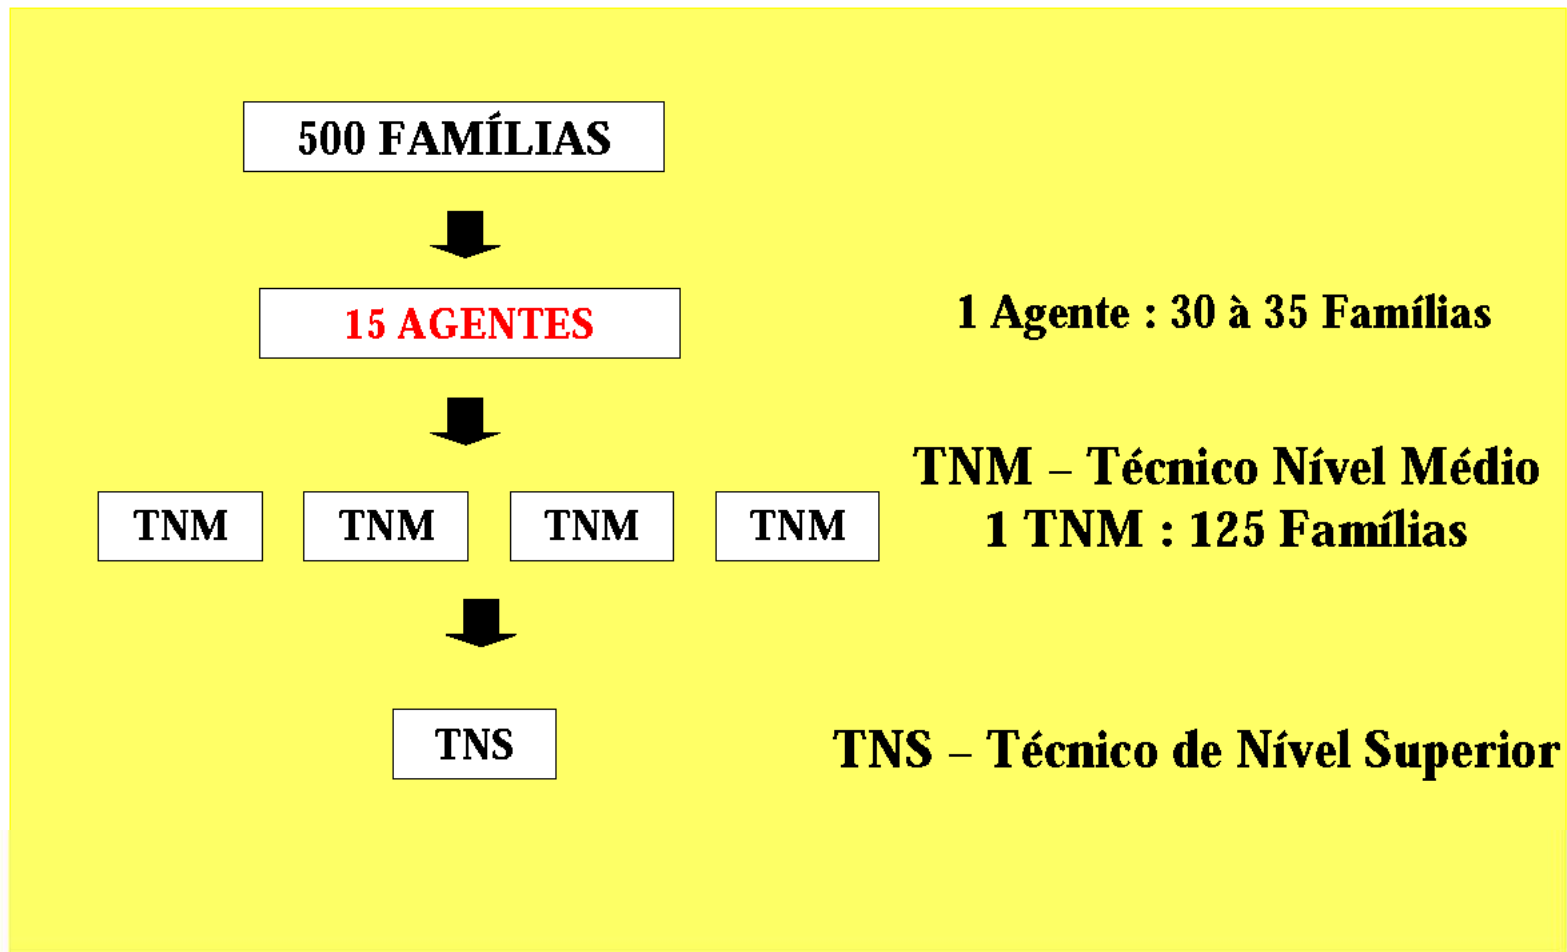 500 FAMÍLIAS
15 AGENTES
1 Agente : 30 à 35 Famílias
TNM – Técnico Nível Médio
1 TNM : 125 Famílias
TNM
TNM
TNM
TNM
TNS
TNS – Técnico de Nível Superior